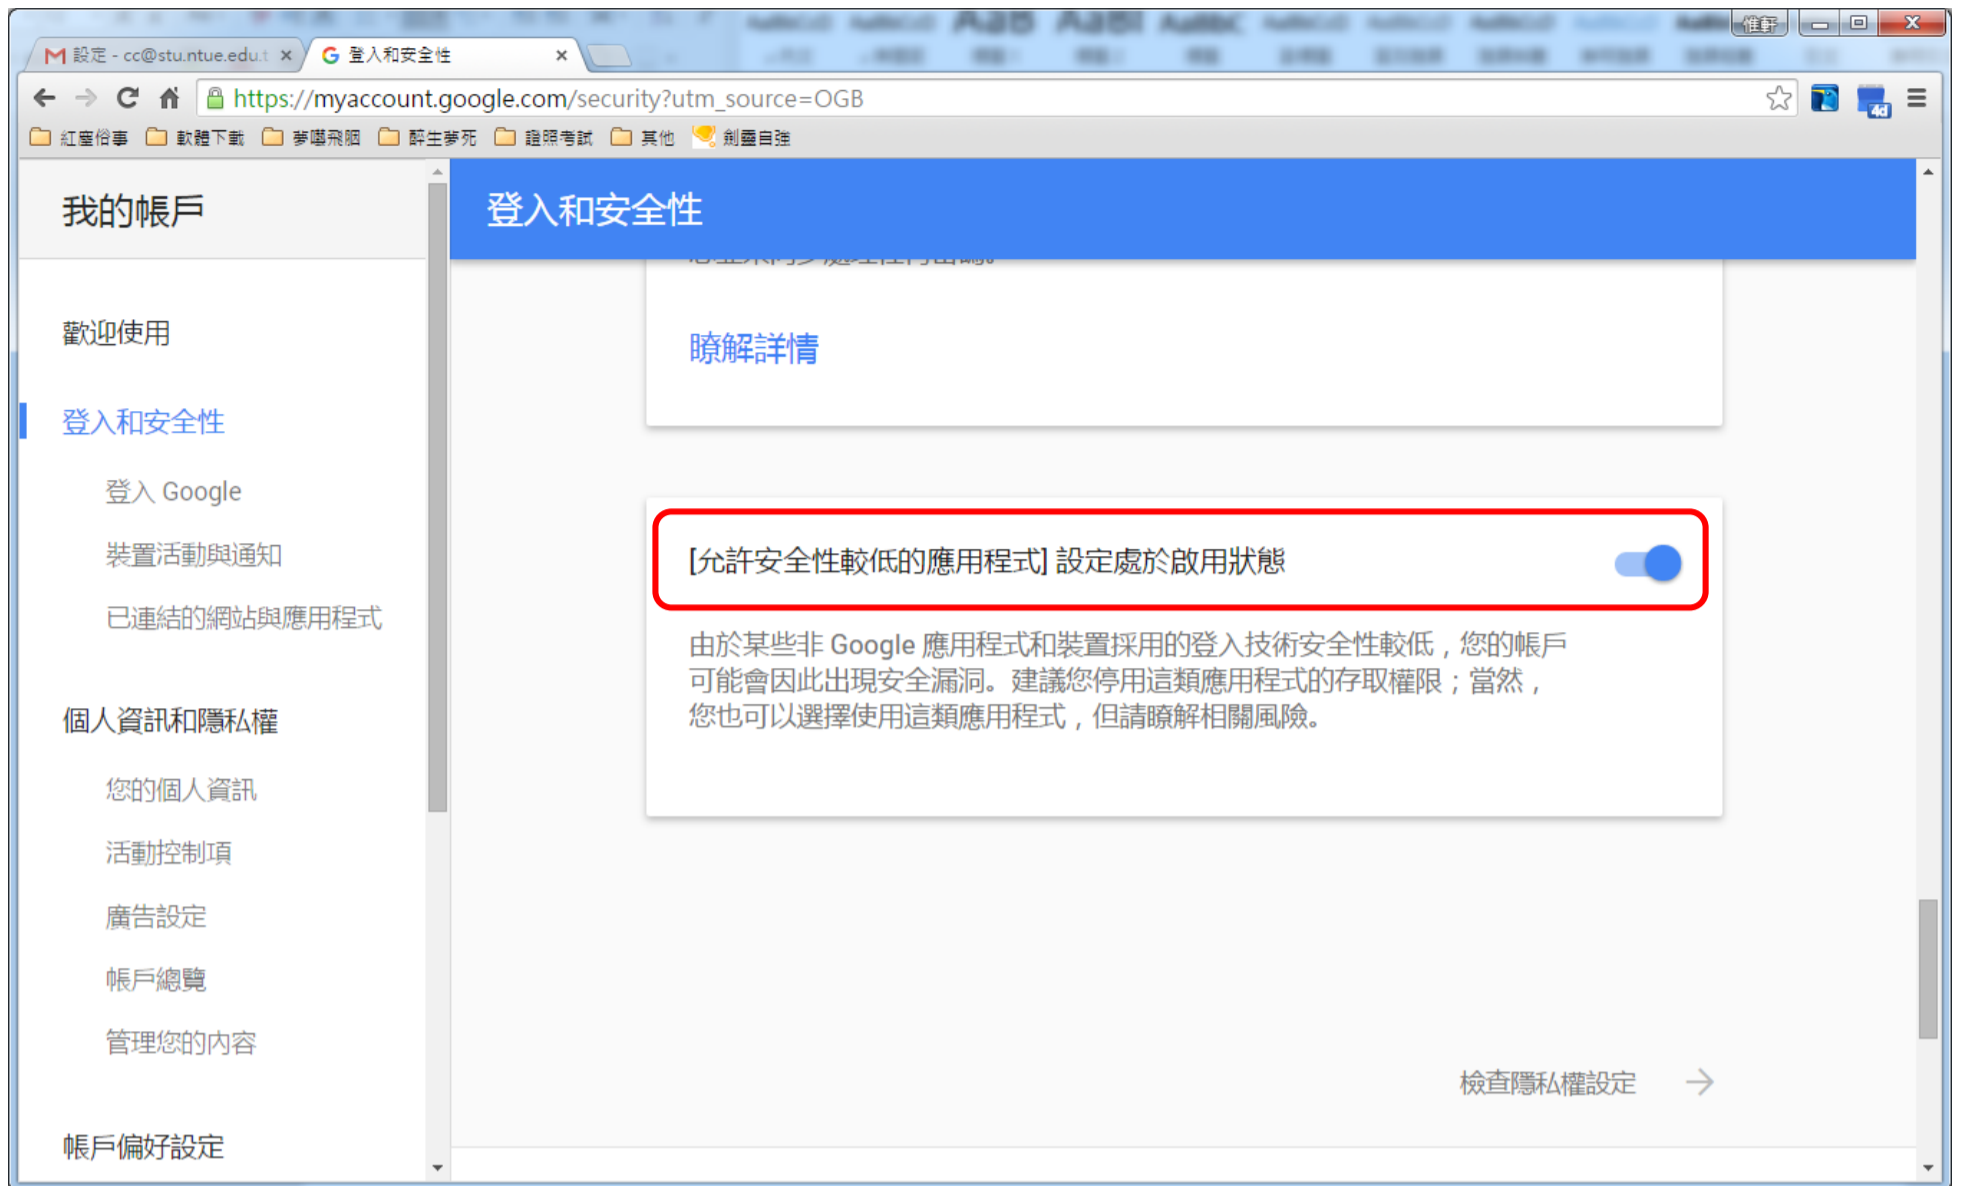 惟軒
設定 - cc@stu.ntue.edu.t
登入和安全性
https://myaccount.google.com/security?utm_source=OGB
4d
紅塵俗事 軟體下載 夢囈飛胭 醉生夢死 證照考試 其他 劍靈自強
我的帳戶
登入和安全性
歡迎使用
登入和安全性
登入 Google
裝置活動與通知
已連結的網站與應用程式
個人資訊和隱私權
您的個人資訊
活動控制項
廣告設定
帳戶總覽
管理您的內容
帳戶偏好設定
瞭解詳情
[允許安全性較低的應用程式] 設定處於啟用狀態
由於某些非 Google 應用程式和裝置採用的登入技術安全性較低，您的帳戶
可能會因此出現安全漏洞。建議您停用這類應用程式的存取權限；當然，
您也可以選擇使用這類應用程式，但請瞭解相關風險。
檢查隱私權設定